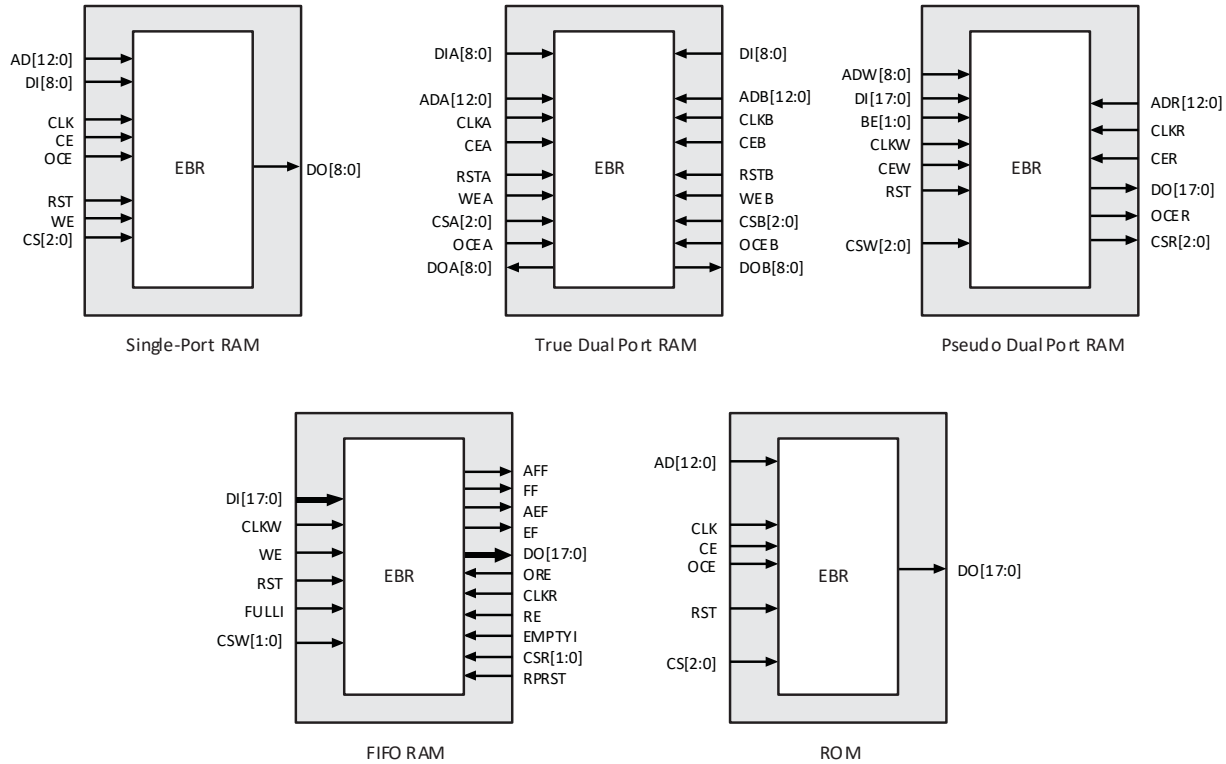 AD[12:0]
DI[8:0]
CLK
CE
OCE
RST
WE
CS[2:0]
EBR
DO[8:0]
Single-Port RAM
DIA[8:0]
ADA[12:0]
CLKA
CEA
RSTA
WEA
CSA[2:0]
OCEA
DOA[8:0]
EBR
DI[8:0]
ADB[12:0]
CLKB
CEB
RSTB
WEB
CSB[2:0]
OCEB
DOB[8:0]
True Dual Port RAM
ADW[8:0]
DI[17:0]
BE[1:0]
CLKW
CEW
RST
CSW[2:0]
EBR
ADR[12:0]
CLKR
CER
DO[17:0]
OCER
CSR[2:0]
Pseudo Dual Port RAM
DI[17:0]
CLKW
WE
RST
FULLI
CSW[1:0]
EBR
AFF
FF
AEF
EF
DO[17:0]
ORE
CLKR
RE
EMPTYI
CSR[1:0]
RPRST
FIFO RAM
AD[12:0]
CLK
CE
OCE
RST
CS[2:0]
EBR
DO[17:0]
ROM